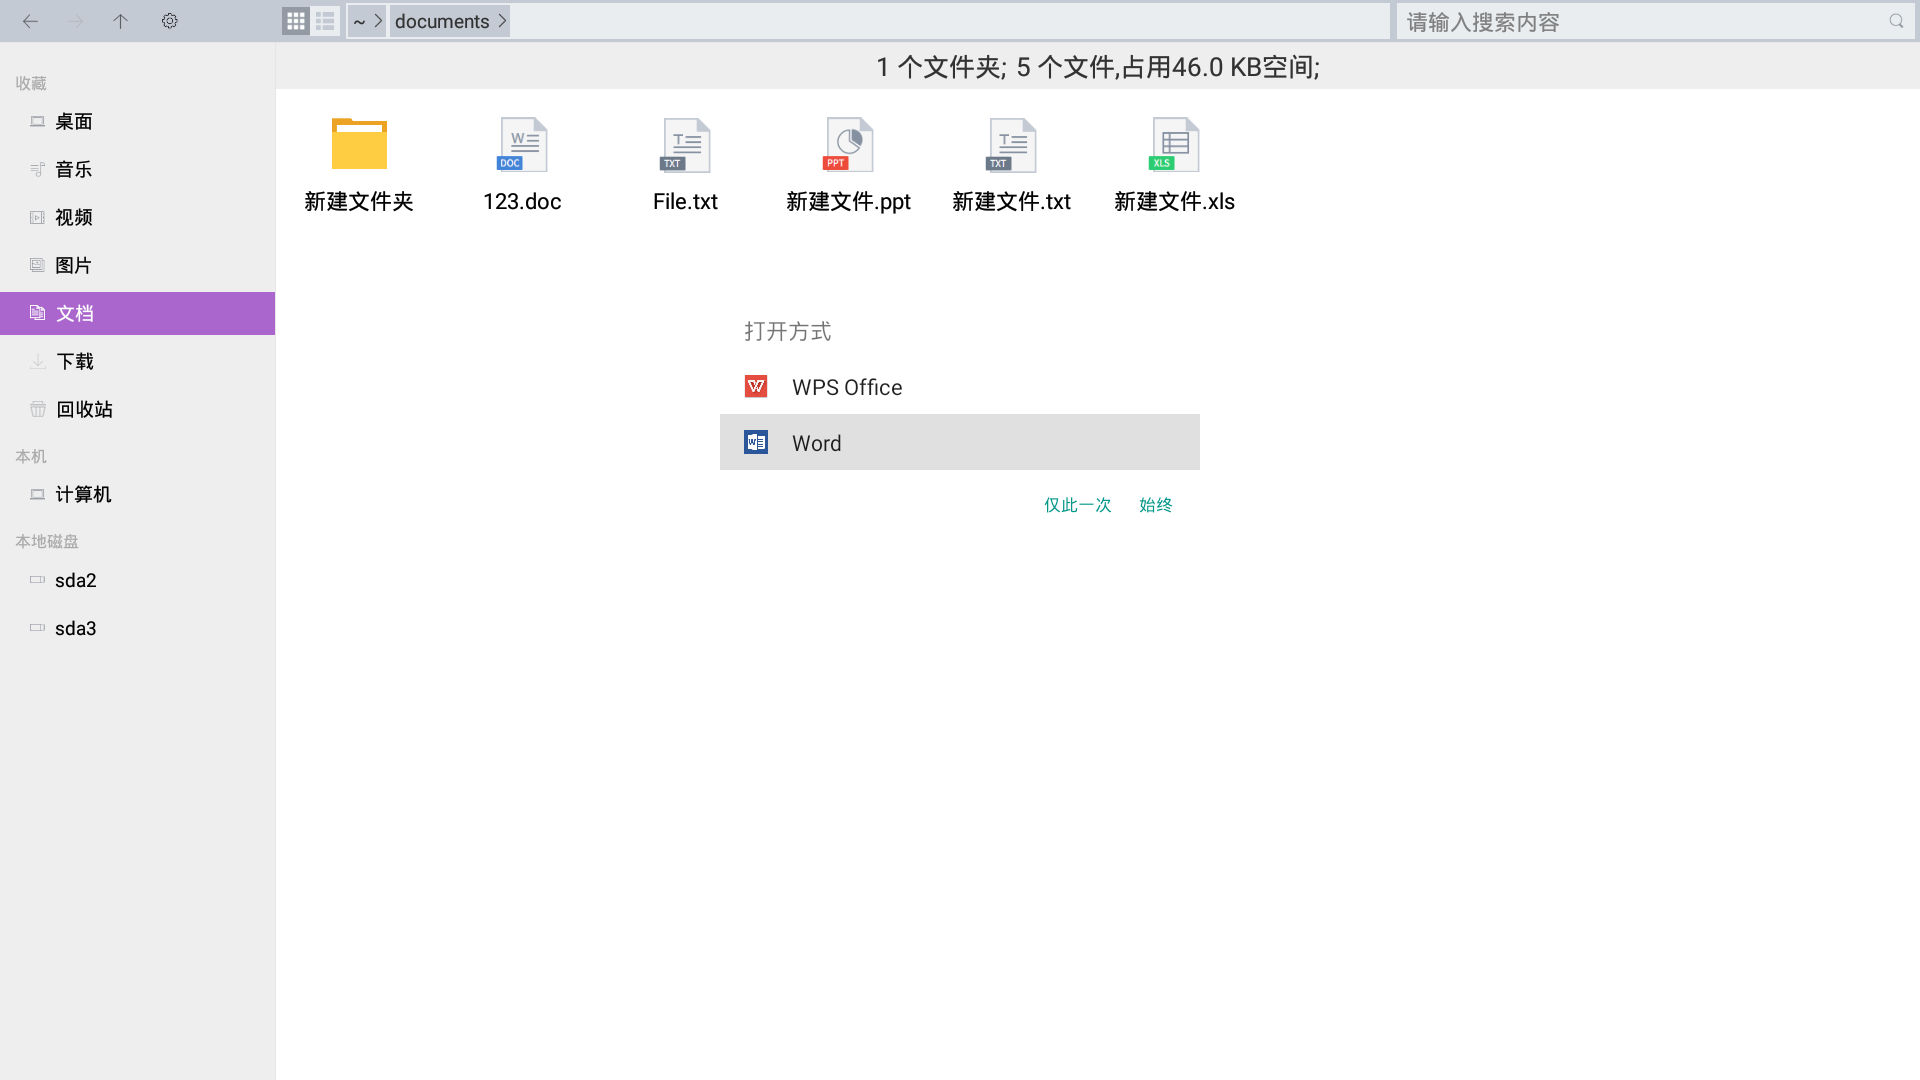 ~ documents
请输入搜索内容
1 个文件夹; 5 个文件,占用46.0 KB空间;
收藏
桌面
音乐
视频
图片
文档
下载
回收站
本机
计算机
本地磁盘
sda2
sda3
W DOC
T TXT
PPT
T TXT
XLS
新建文件夹 123.doc File.txt 新建文件.ppt 新建文件.txt 新建文件.xls
打开方式
W WPS Office
W Word
仅此一次 始终